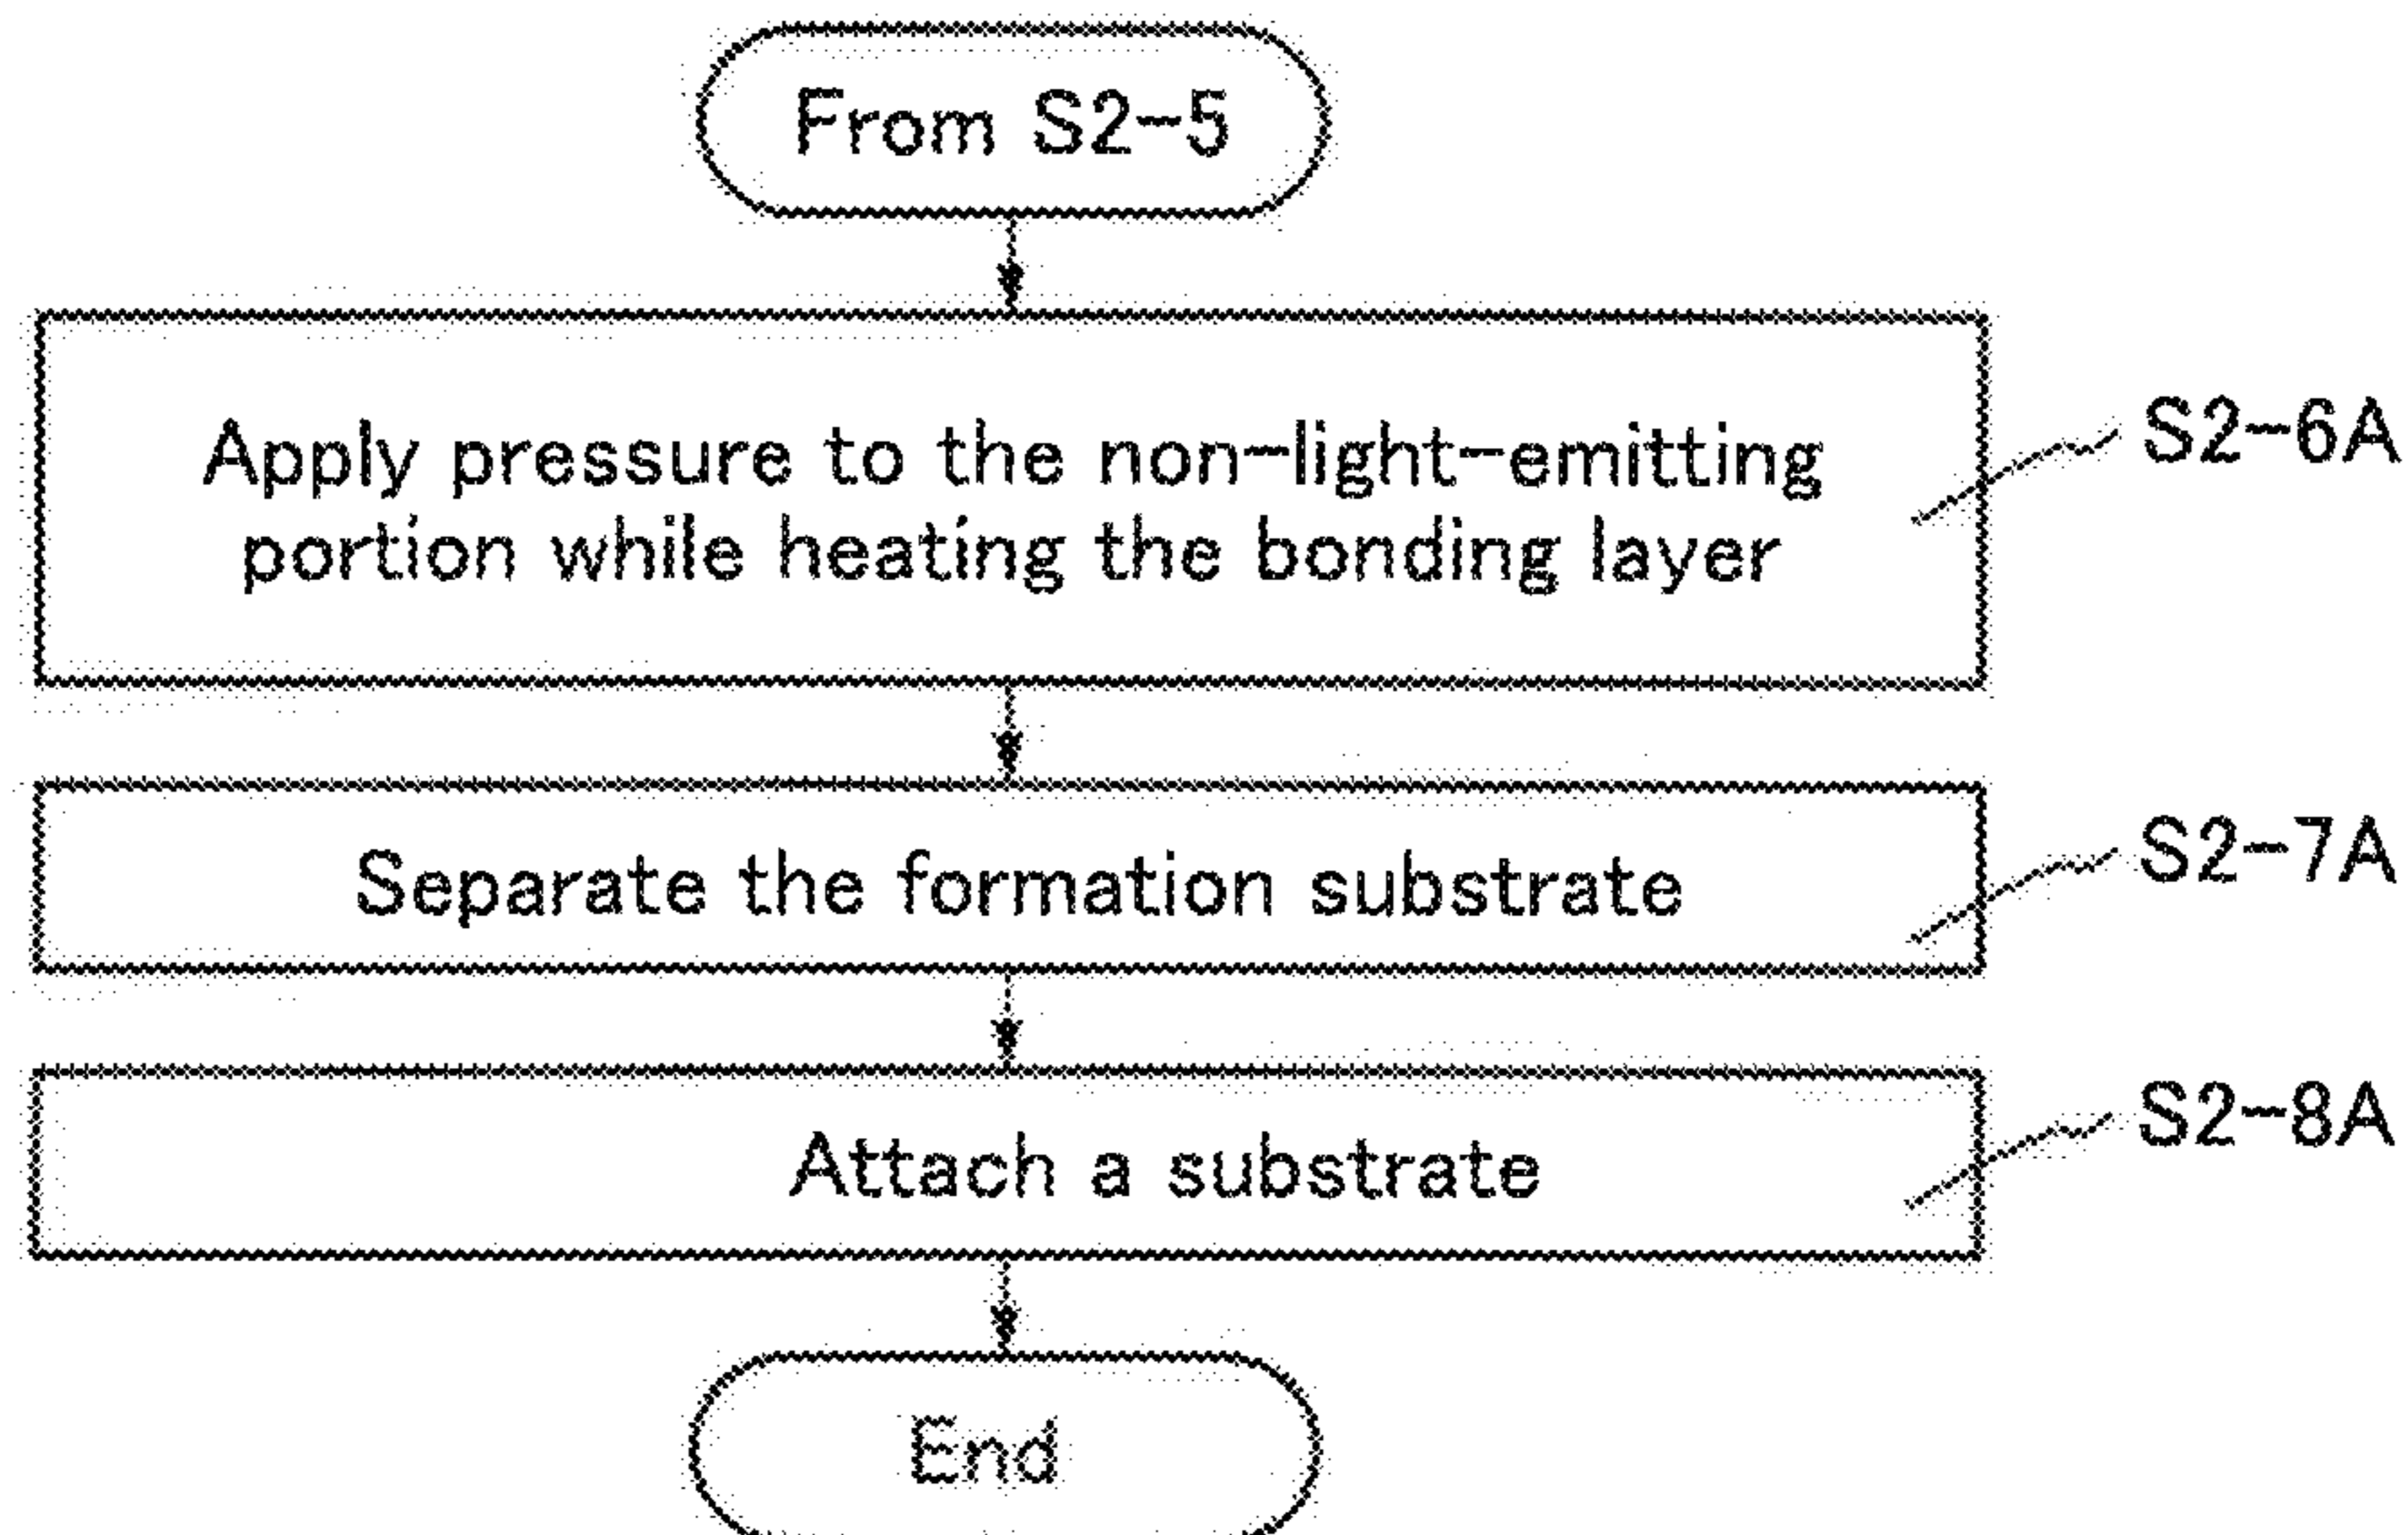 From S2-5
Apply pressure to the non-light-emitting
portion while heating the bonding layer
S2-6A
Separate the formation substrate
S2-7A
Attach a substrate
S2-8A
End